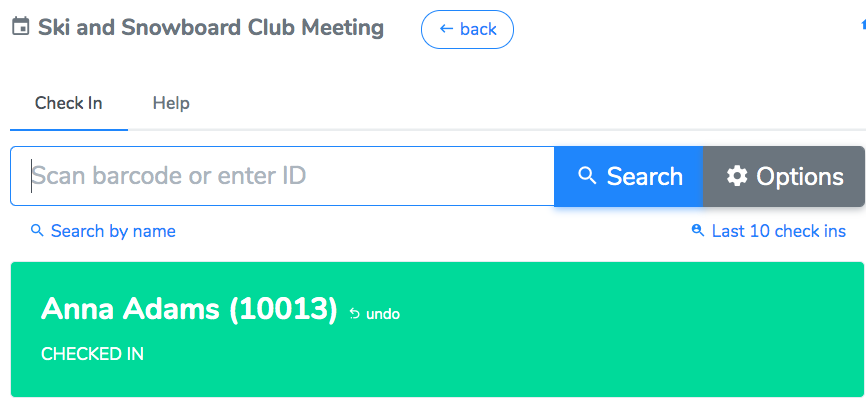 Ski and Snowboard Club Meeting
← back
Check In
Help
Scan barcode or enter ID
Search
Options
Search by name
Last 10 check ins
Anna Adams (10013) undo
CHECKED IN